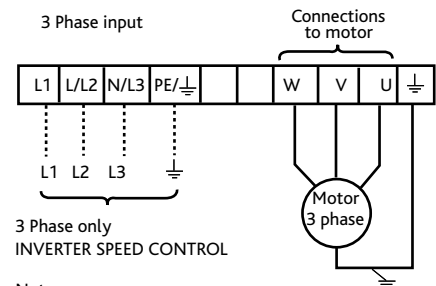 3 Phase input
Connections
to motor
L1 L/L2 N/L3 PE/⏚ W V U ⏚
L1 L2 L3
Motor
3 phase
3 Phase only
INVERTER SPEED CONTROL